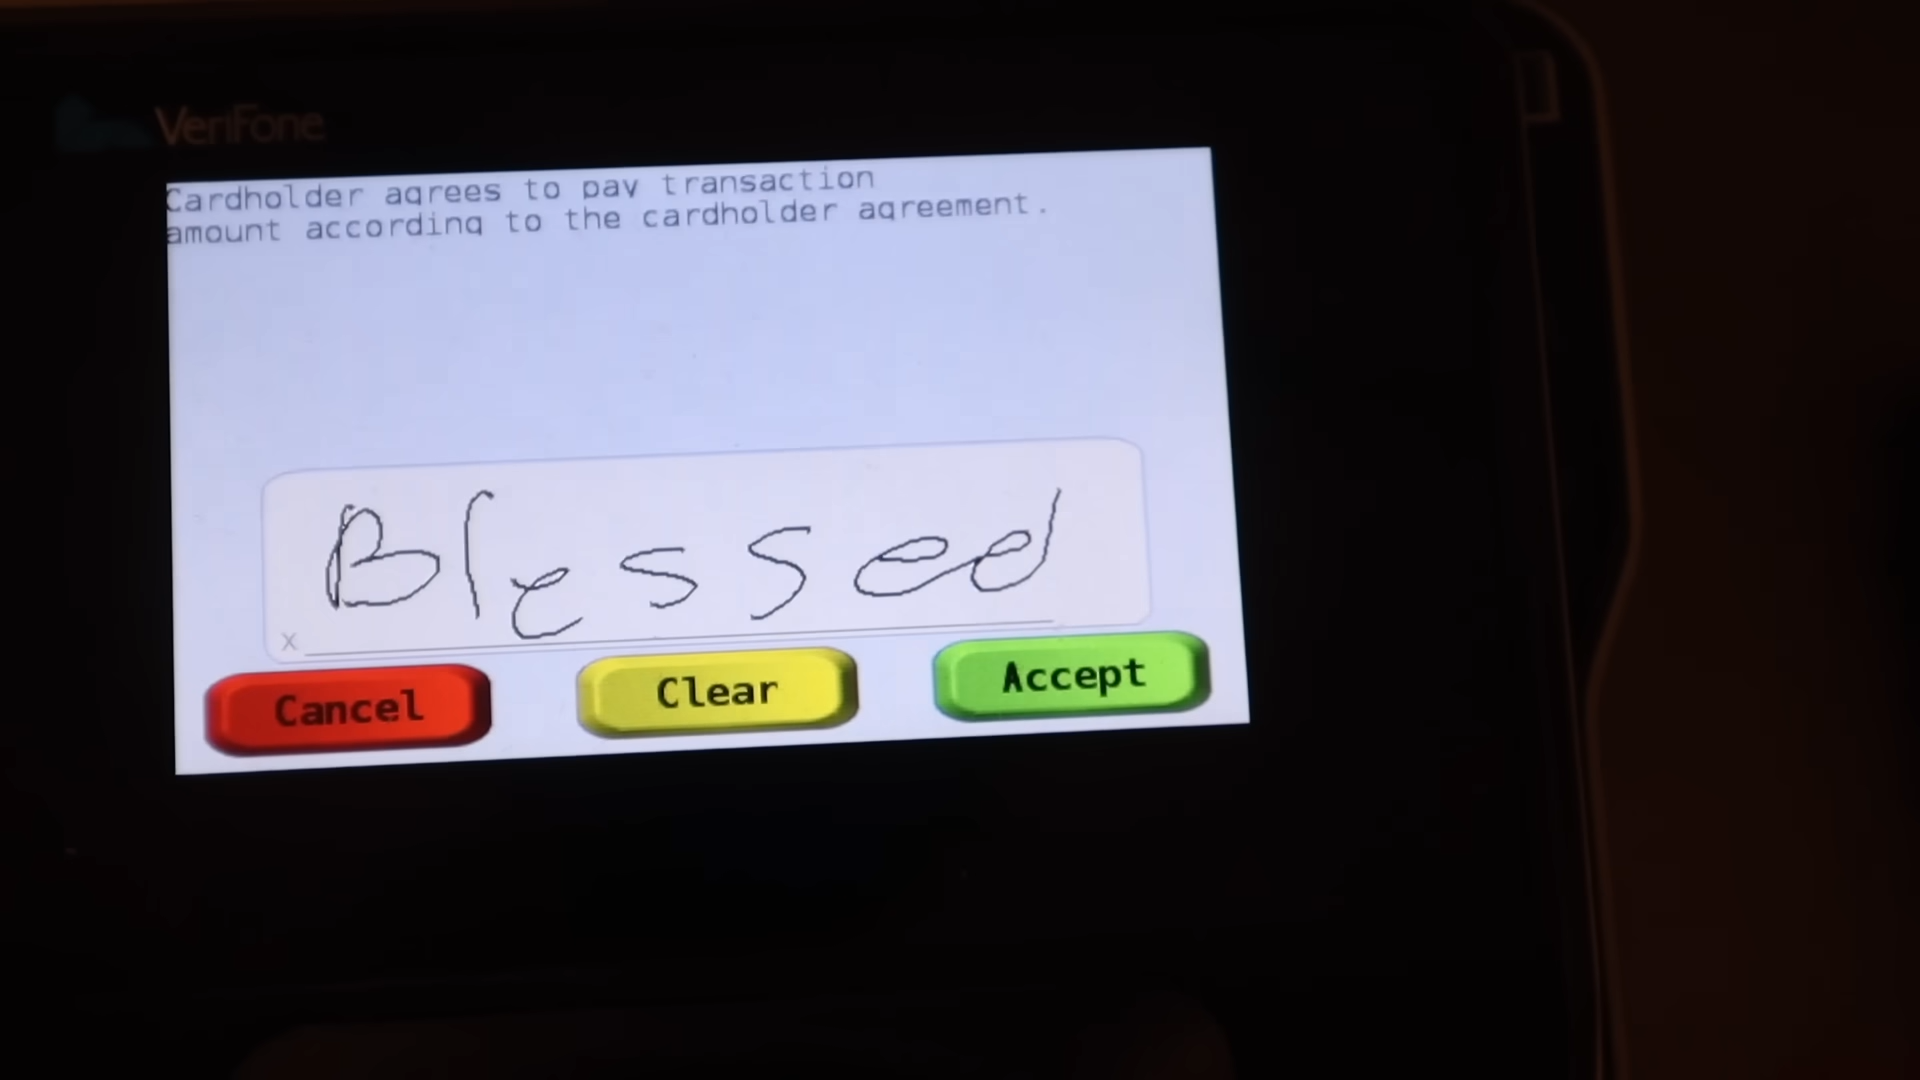 VeriFone
Cardholder agrees to pay transaction
amount according to the cardholder agreement.
Blessed
x
Cancel Clear Accept